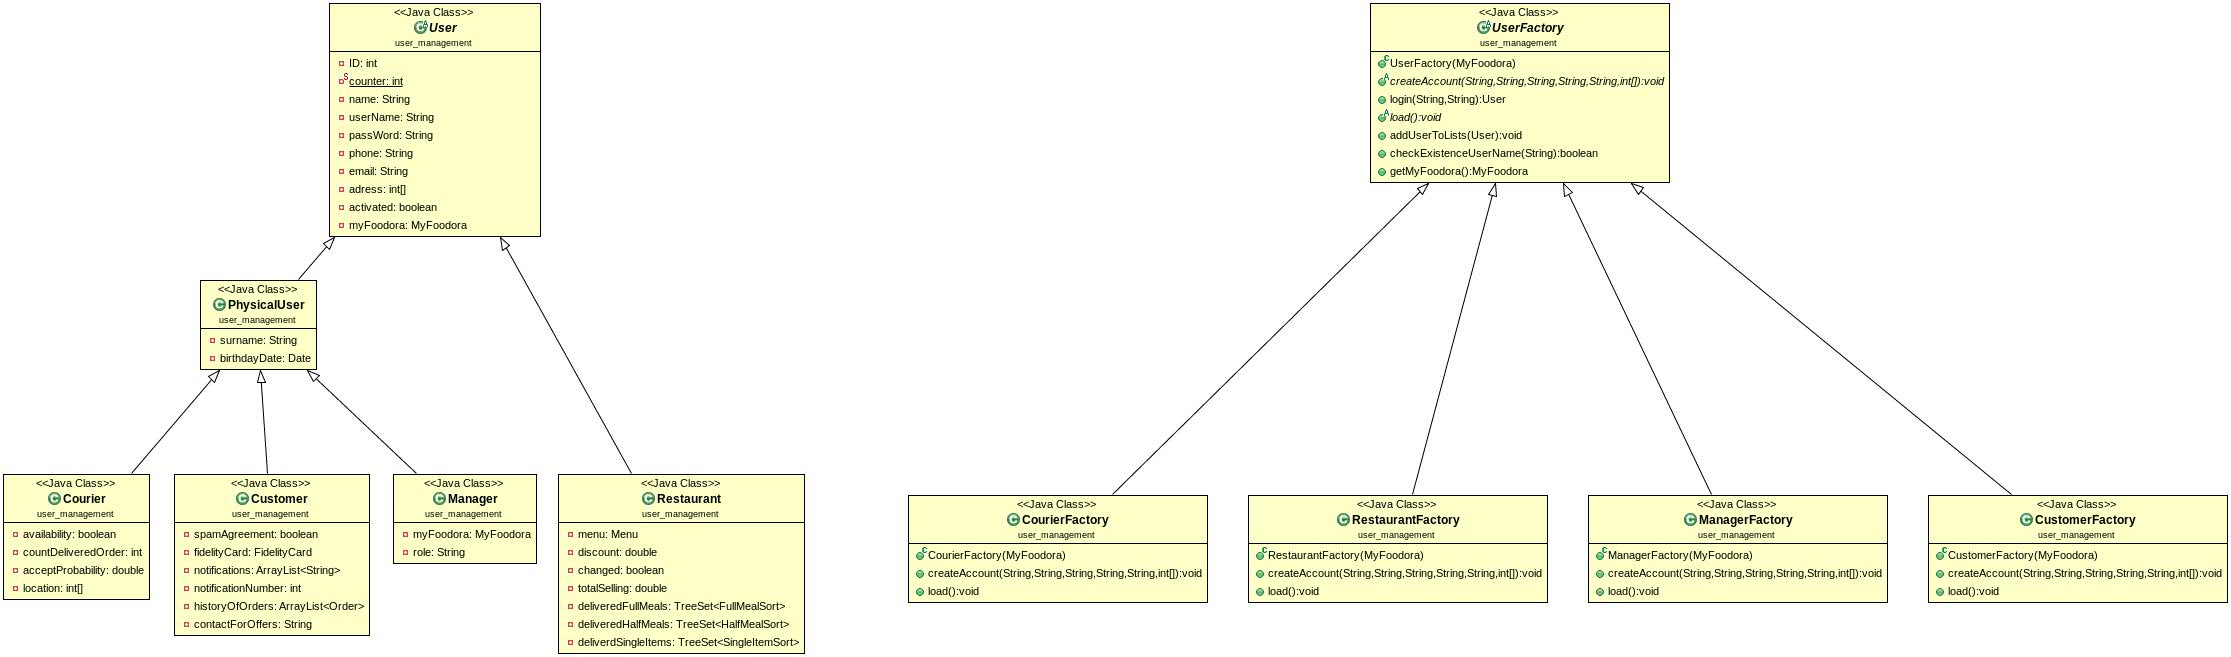 <<Java Class>>
User
user_management
ID: int
counter: int
name: String
userName: String
passWord: String
phone: String
email: String
adress: int[]
activated: boolean
myFoodora: MyFoodora
<<Java Class>>
PhysicalUser
user_management
surname: String
birthdayDate: Date
<<Java Class>>
Courier
user_management
availability: boolean
countDeliveredOrder: int
acceptProbability: double
location: int[]
<<Java Class>>
Customer
user_management
spamAgreement: boolean
fidelityCard: FidelityCard
notifications: ArrayList<String>
notificationNumber: int
historyOfOrders: ArrayList<Order>
contactForOffers: String
<<Java Class>>
Manager
user_management
myFoodora: MyFoodora
role: String
<<Java Class>>
Restaurant
user_management
menu: Menu
discount: double
changed: boolean
totalSelling: double
deliveredFullMeals: TreeSet<FullMealSort>
deliveredHalfMeals: TreeSet<HalfMealSort>
deliverdSingleItems: TreeSet<SingleItemSort>
<<Java Class>>
UserFactory
user_management
UserFactory(MyFoodora)
createAccount(String,String,String,String,String,int[]):void
login(String,String):User
load():void
addUserToLists(User):void
checkExistenceUserName(String):boolean
getMyFoodora():MyFoodora
<<Java Class>>
CourierFactory
user_management
CourierFactory(MyFoodora)
createAccount(String,String,String,String,String,int[]):void
load():void
<<Java Class>>
RestaurantFactory
user_management
RestaurantFactory(MyFoodora)
createAccount(String,String,String,String,String,int[]):void
load():void
<<Java Class>>
ManagerFactory
user_management
ManagerFactory(MyFoodora)
createAccount(String,String,String,String,String,int[]):void
load():void
<<Java Class>>
CustomerFactory
user_management
CustomerFactory(MyFoodora)
createAccount(String,String,String,String,String,int[]):void
load():void